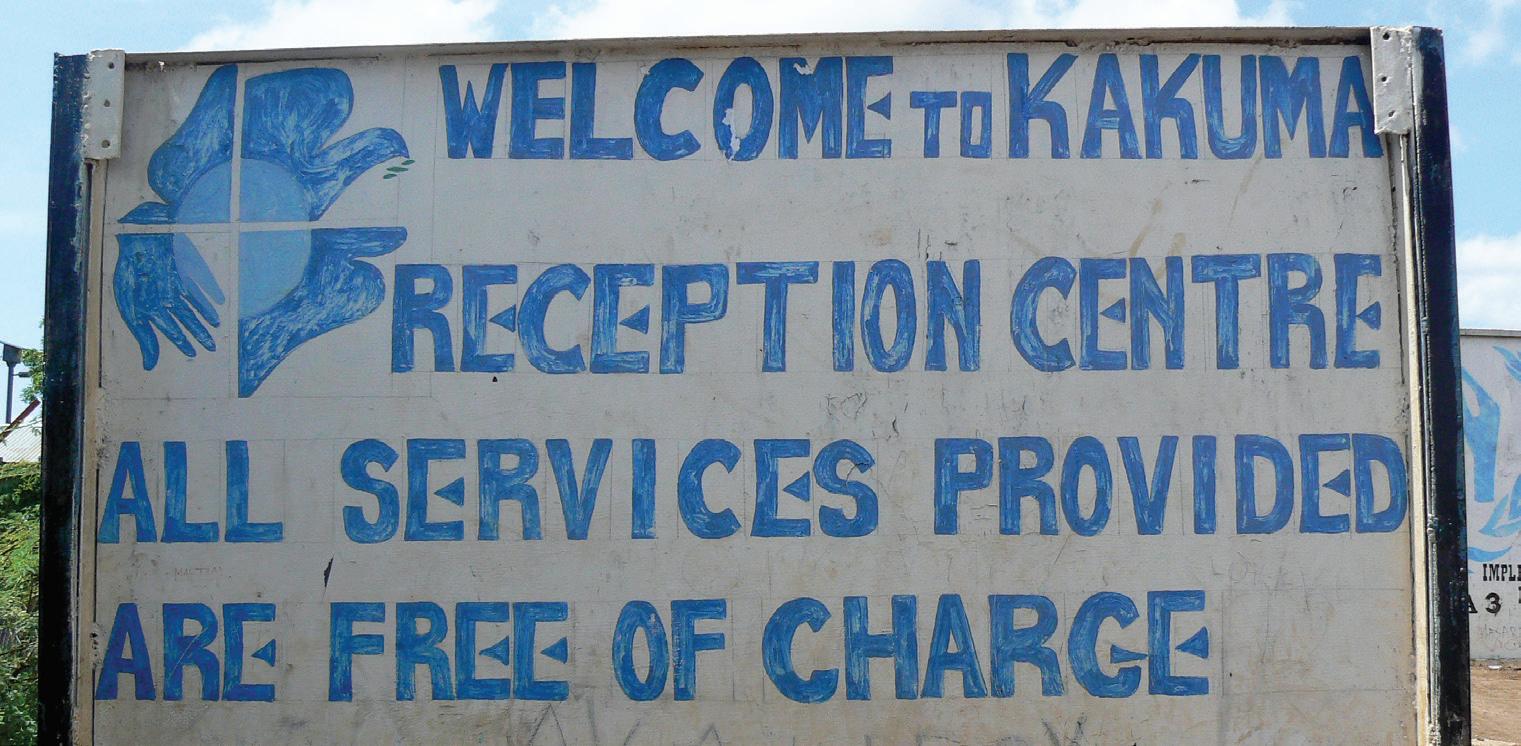 WELCOME TO KAKUMA
RECEPTION CENTRE
ALL SERVICES PROVIDED
ARE FREE OF CHARGE